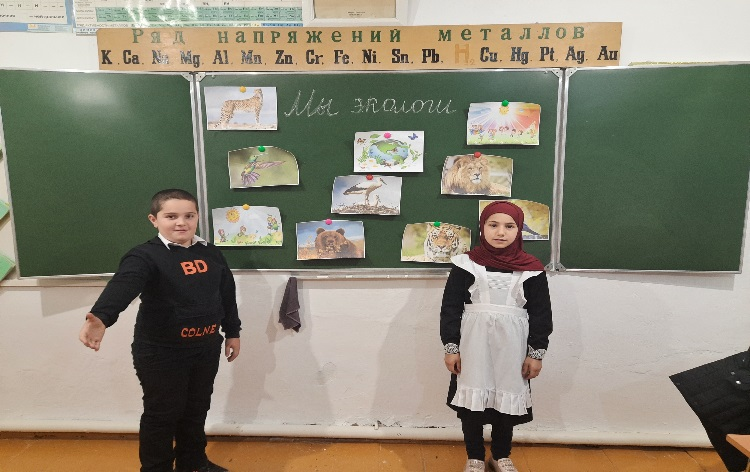 Ряд напряжений металлов
K, Ca, Na, Mg, Al, Mn, Zn, Cr, Fe, Ni, Sn, Pb, H₂, Cu, Hg, Pt, Ag, Au
Мы экологи
BD
COLNE